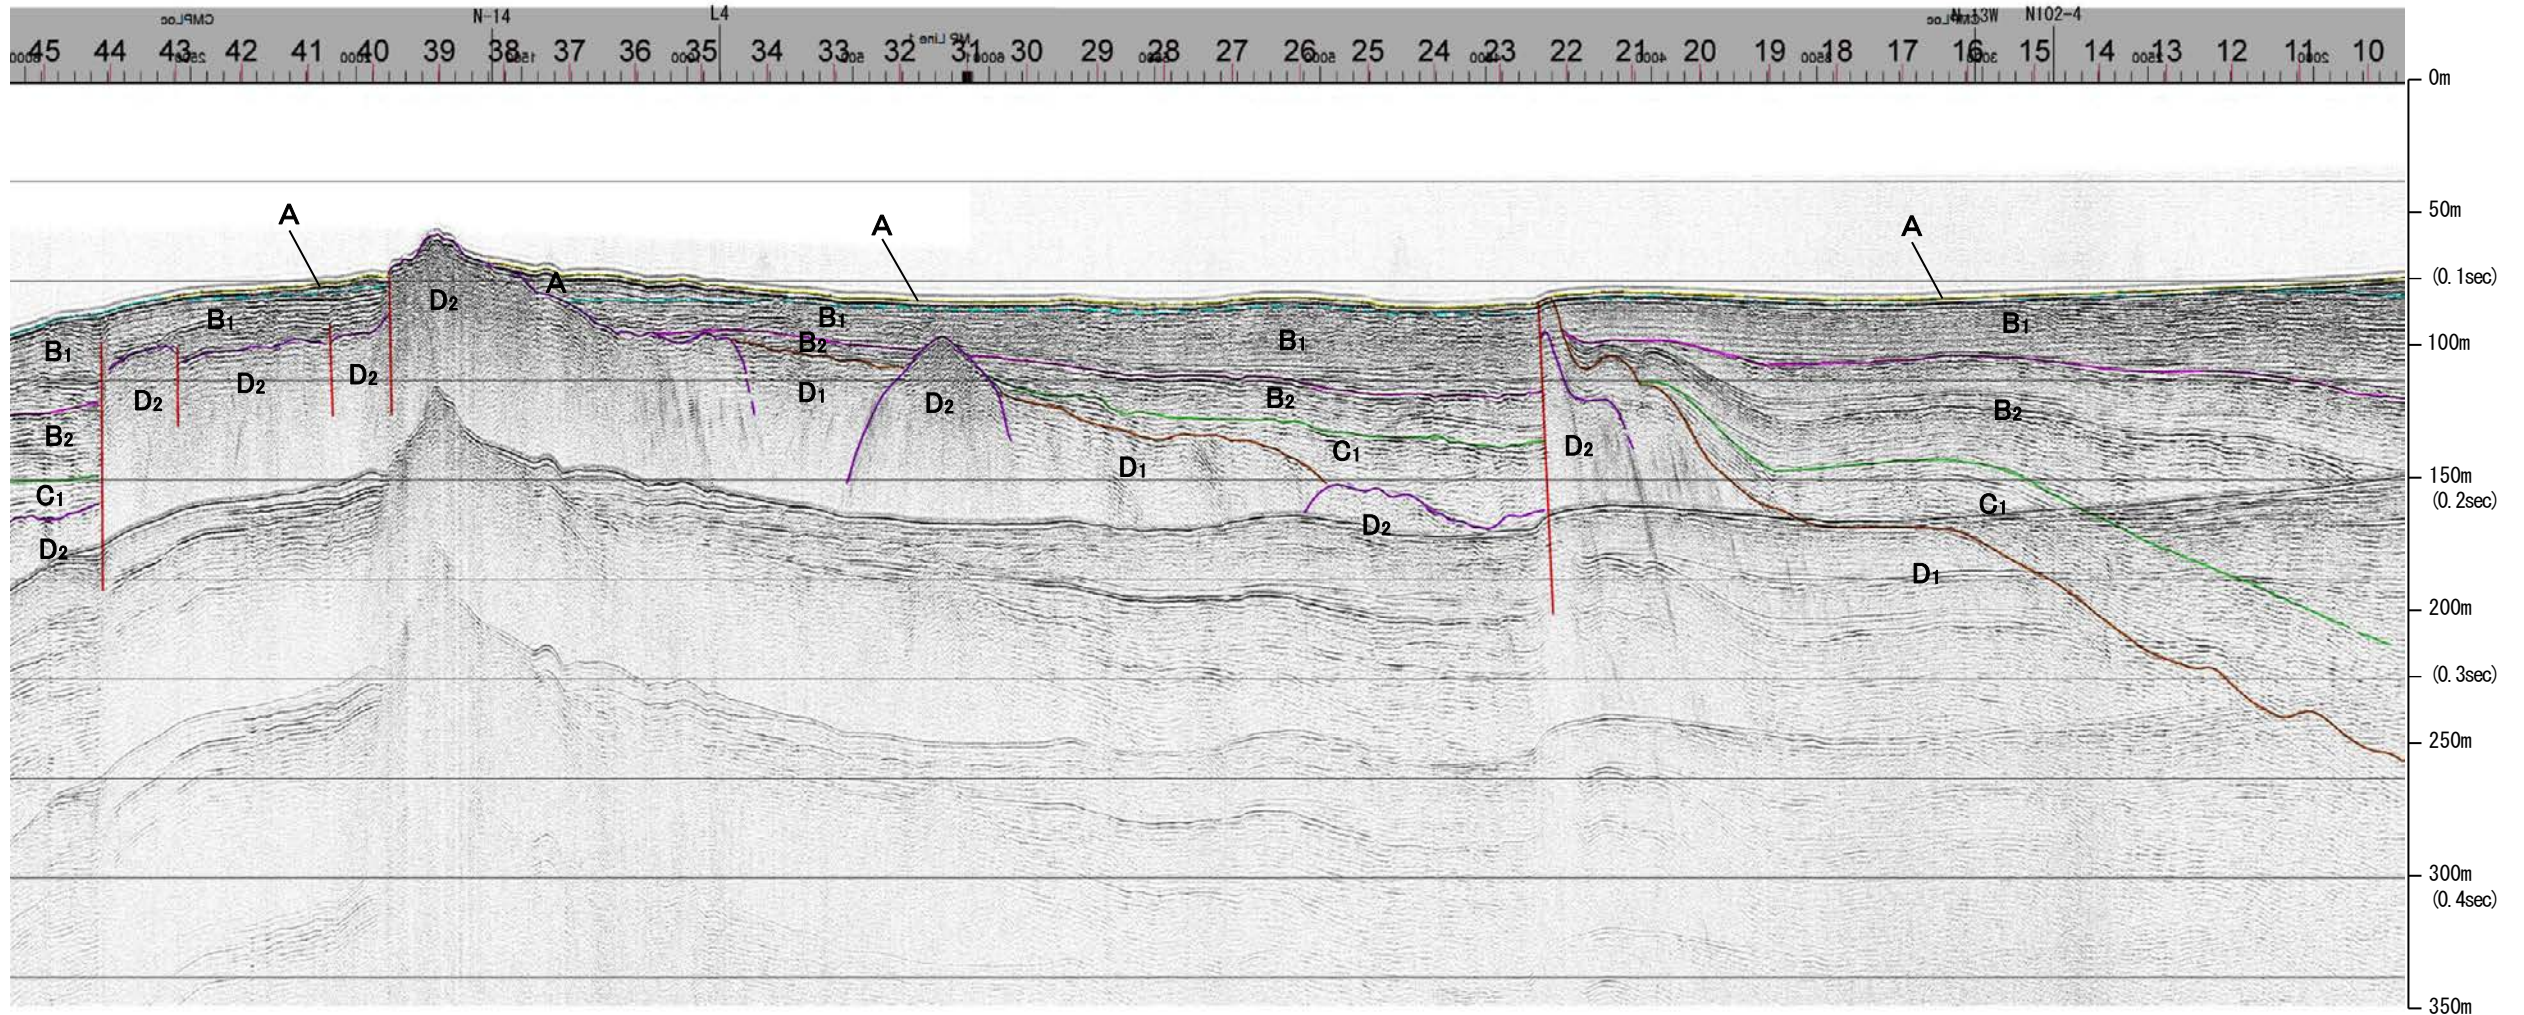 N-14 L4 N-13W N102-4
45 44 43 42 41 40 39 38 37 36 35 34 33 32 31 30 29 28 27 26 25 24 23 22 21 20 19 18 17 16 15 14 13 12 11 10
0m
50m
A A A
(0.1sec)
A
D2
B1 B1 B1 B1
B1 B2 100m
D2 D2 D2 D1 D2 B2 B2
B2 D2
C1 D1 C1
150m
C1 (0.2sec)
D2 D2
D1
200m
(0.3sec)
250m
300m
(0.4sec)
350m